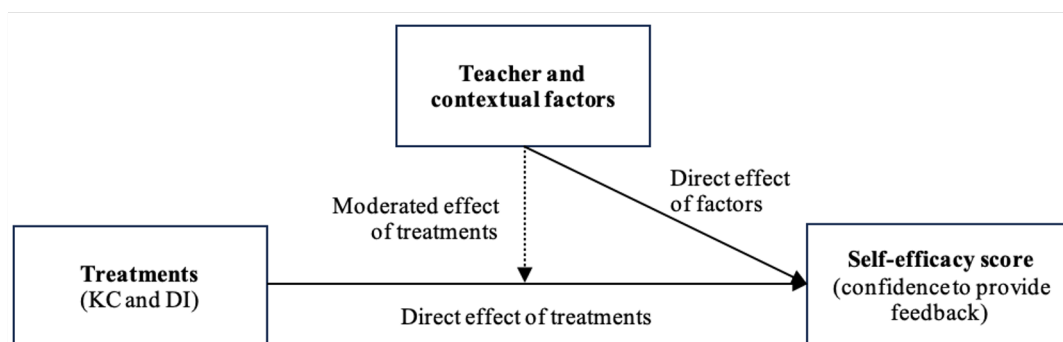 Teacher and
contextual factors
Moderated effect
of treatments
Direct effect
of factors
Treatments
(KC and DI)
Direct effect of treatments
Self-efficacy score
(confidence to provide
feedback)